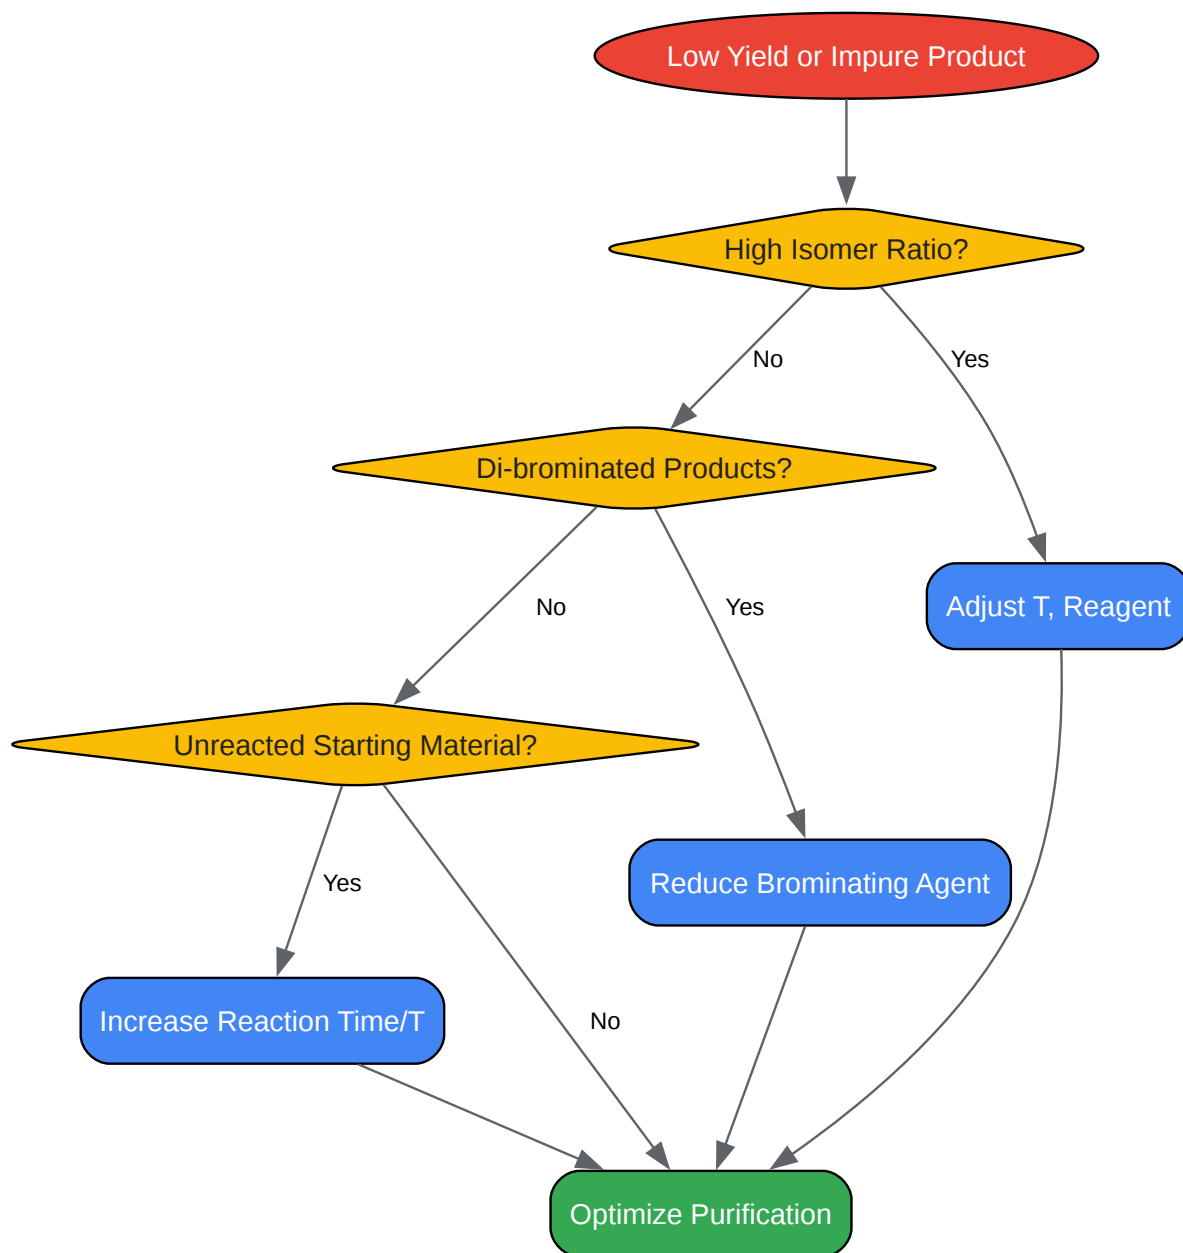 Low Yield or Impure Product
High Isomer Ratio?
No
Yes
Di-brominated Products?
No
Yes
Adjust T, Reagent
Unreacted Starting Material?
Yes
Reduce Brominating Agent
Increase Reaction Time/T
No
Optimize Purification